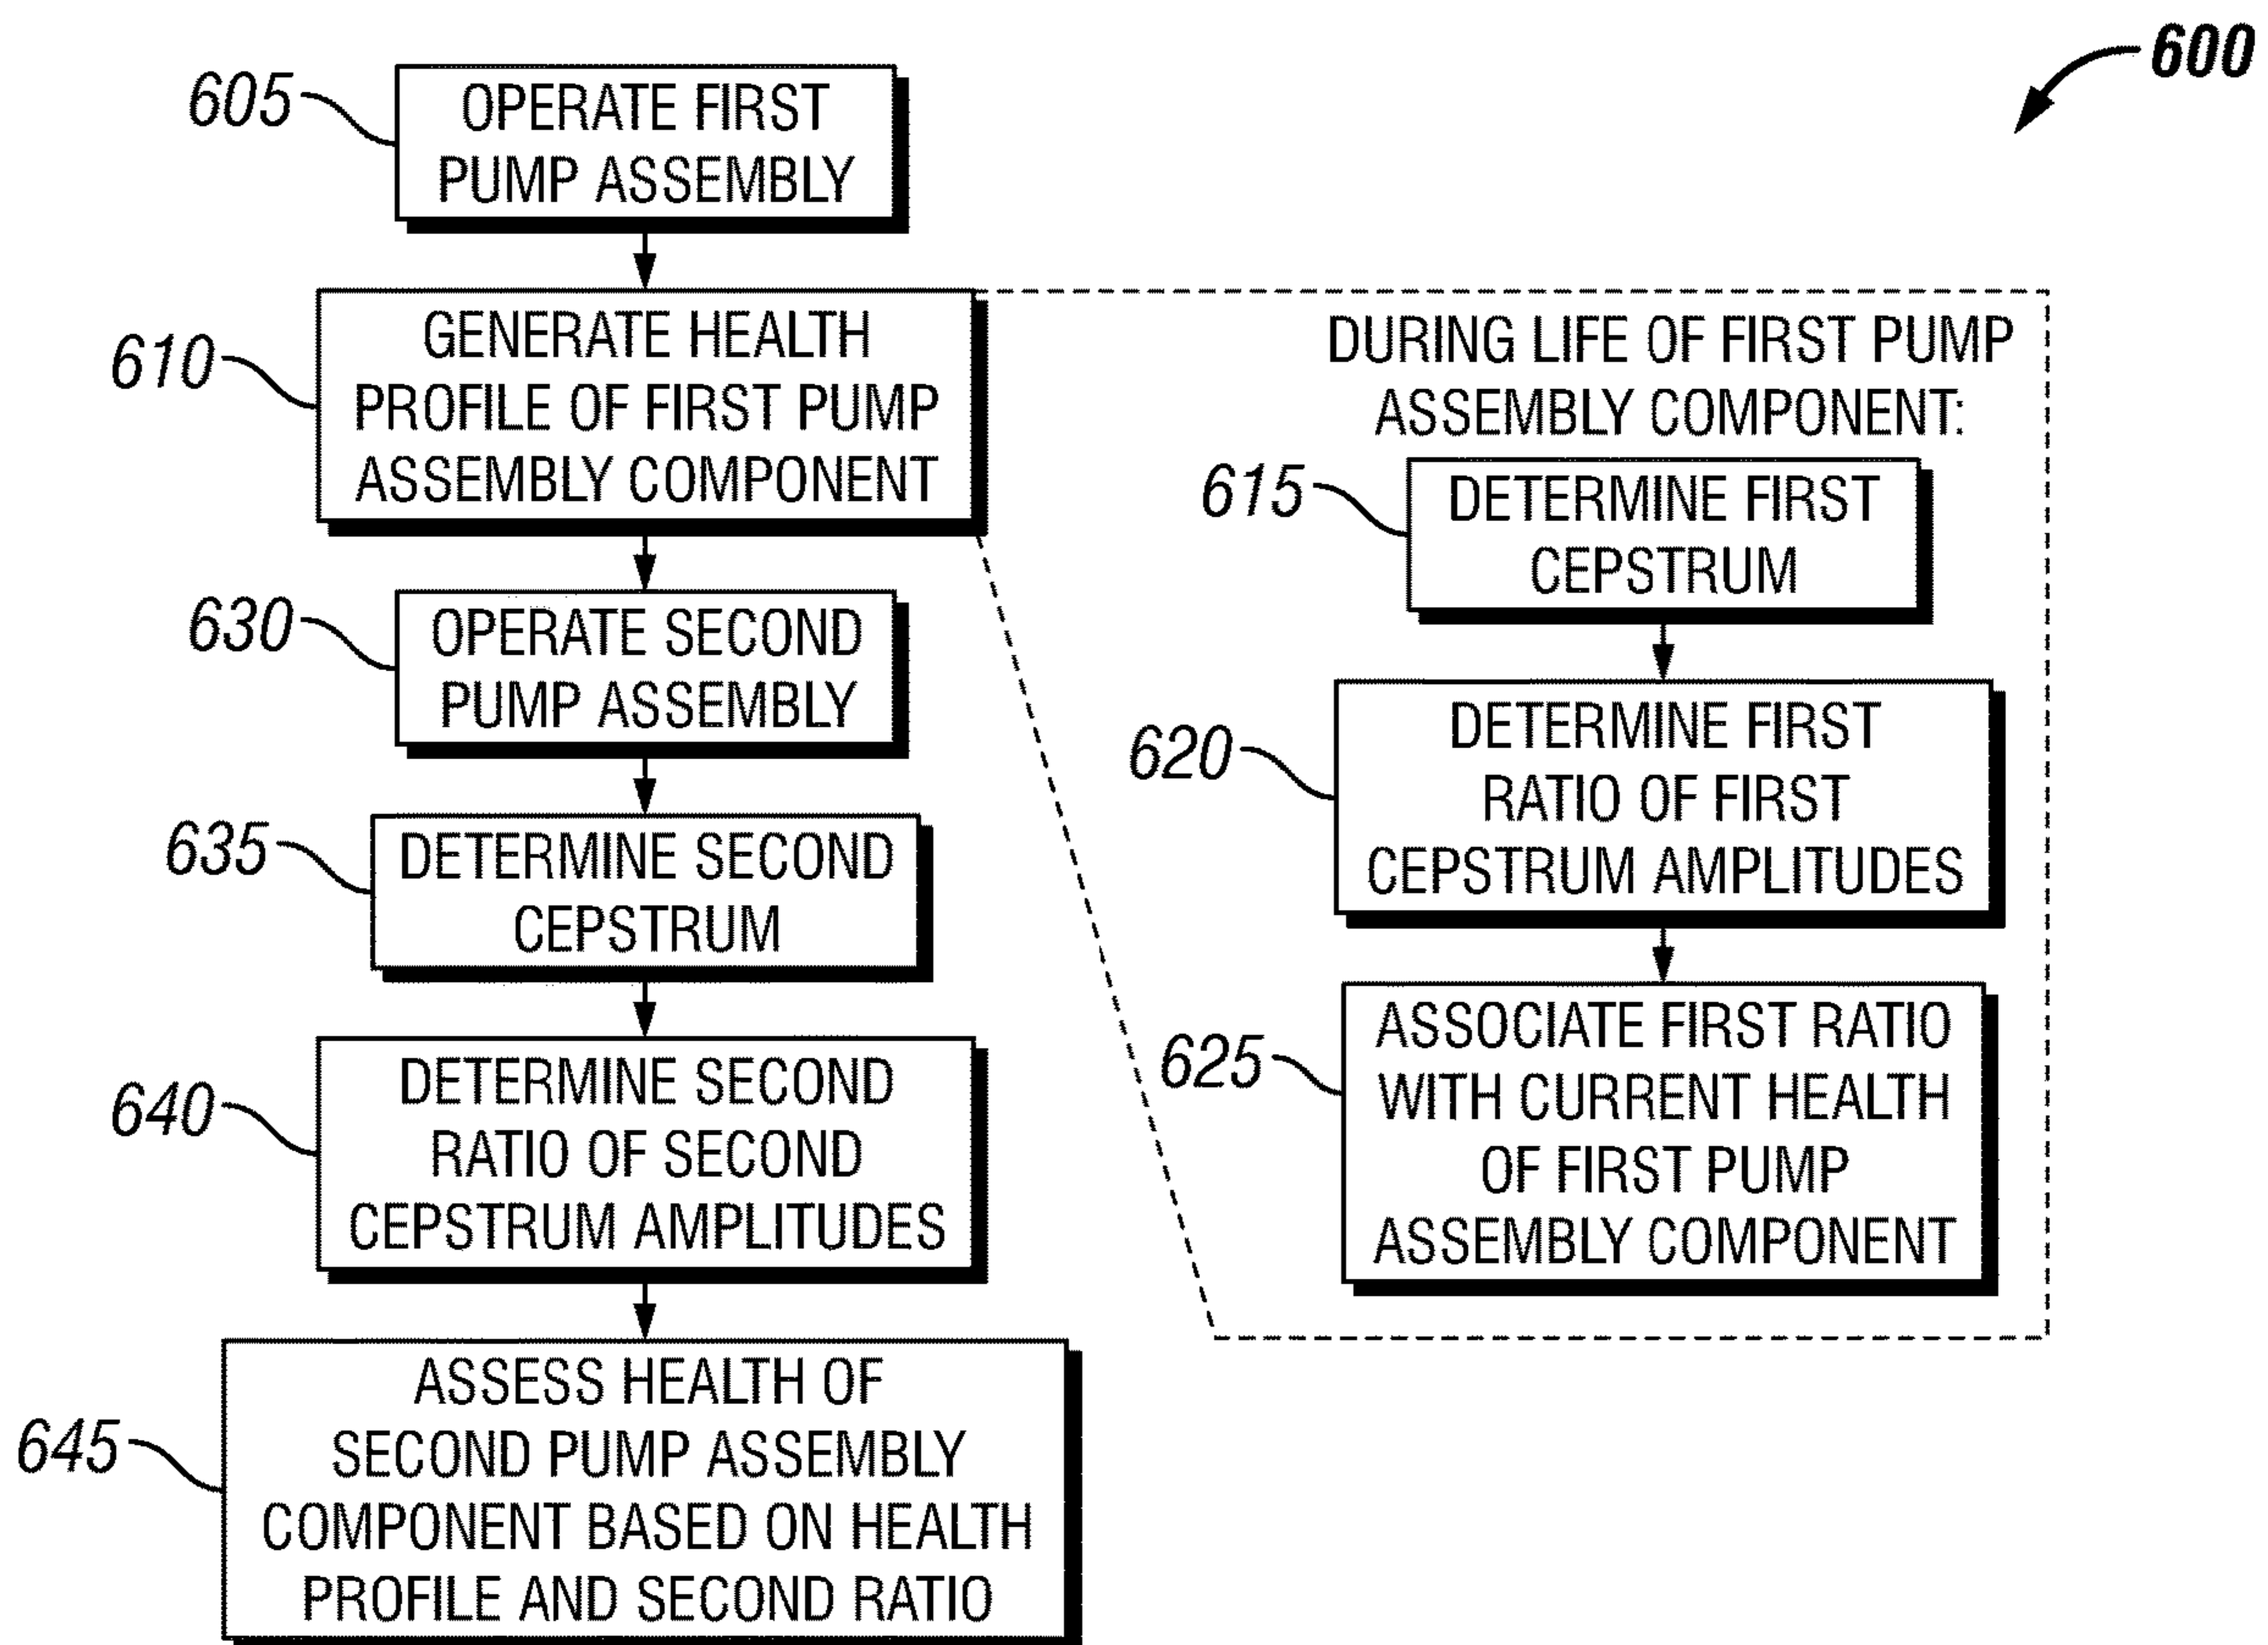 600
605
OPERATE FIRST
PUMP ASSEMBLY
610
GENERATE HEALTH
PROFILE OF FIRST PUMP
ASSEMBLY COMPONENT
630
OPERATE SECOND
PUMP ASSEMBLY
635
DETERMINE SECOND
CEPSTRUM
640
DETERMINE SECOND
RATIO OF SECOND
CEPSTRUM AMPLITUDES
645
ASSESS HEALTH OF
SECOND PUMP ASSEMBLY
COMPONENT BASED ON HEALTH
PROFILE AND SECOND RATIO
DURING LIFE OF FIRST PUMP
ASSEMBLY COMPONENT:
615
DETERMINE FIRST
CEPSTRUM
620
DETERMINE FIRST
RATIO OF FIRST
CEPSTRUM AMPLITUDES
625
ASSOCIATE FIRST RATIO
WITH CURRENT HEALTH
OF FIRST PUMP
ASSEMBLY COMPONENT